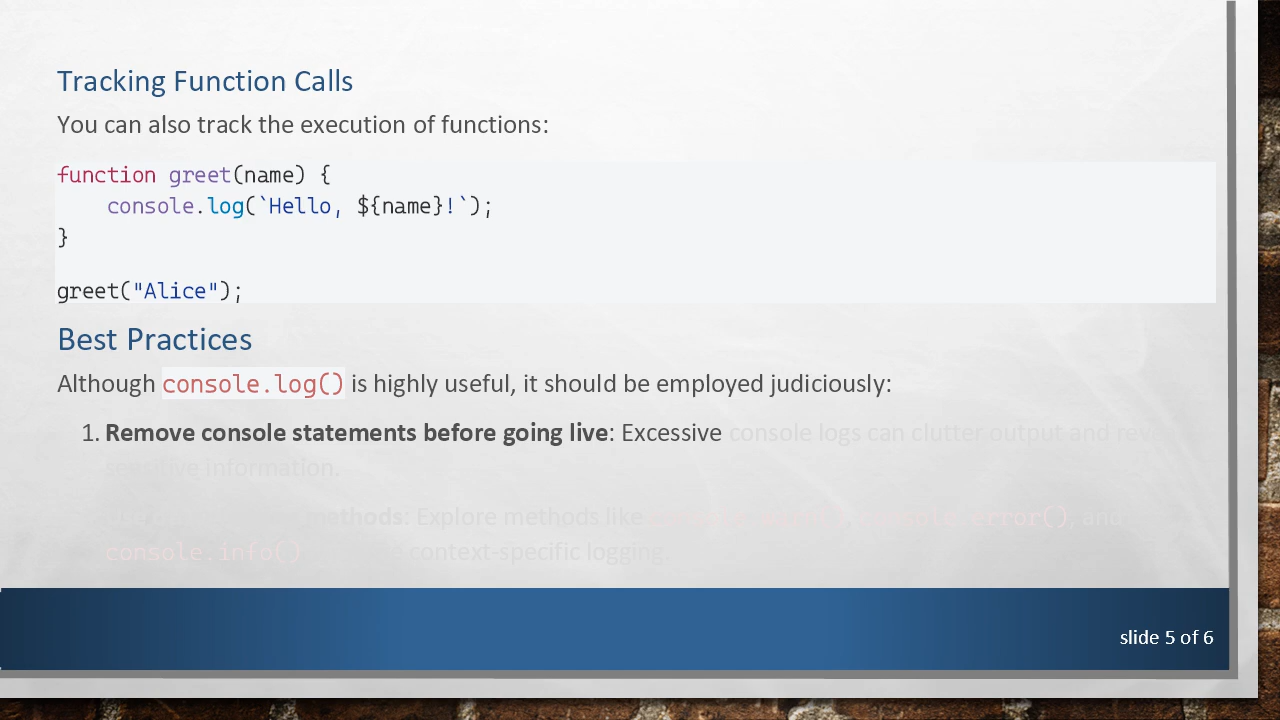 Tracking Function Calls
You can also track the execution of functions:
function greet(name) {
    console.log(`Hello, ${name}!`);
}
greet("Alice");
Best Practices
Although console.log() is highly useful, it should be employed judiciously:
1. Remove console statements before going live: Excessive console logs can clutter output and
sensitive information.
methods: Explore methods like console.error(), and
console.info() context-specific logging.
slide 5 of 6